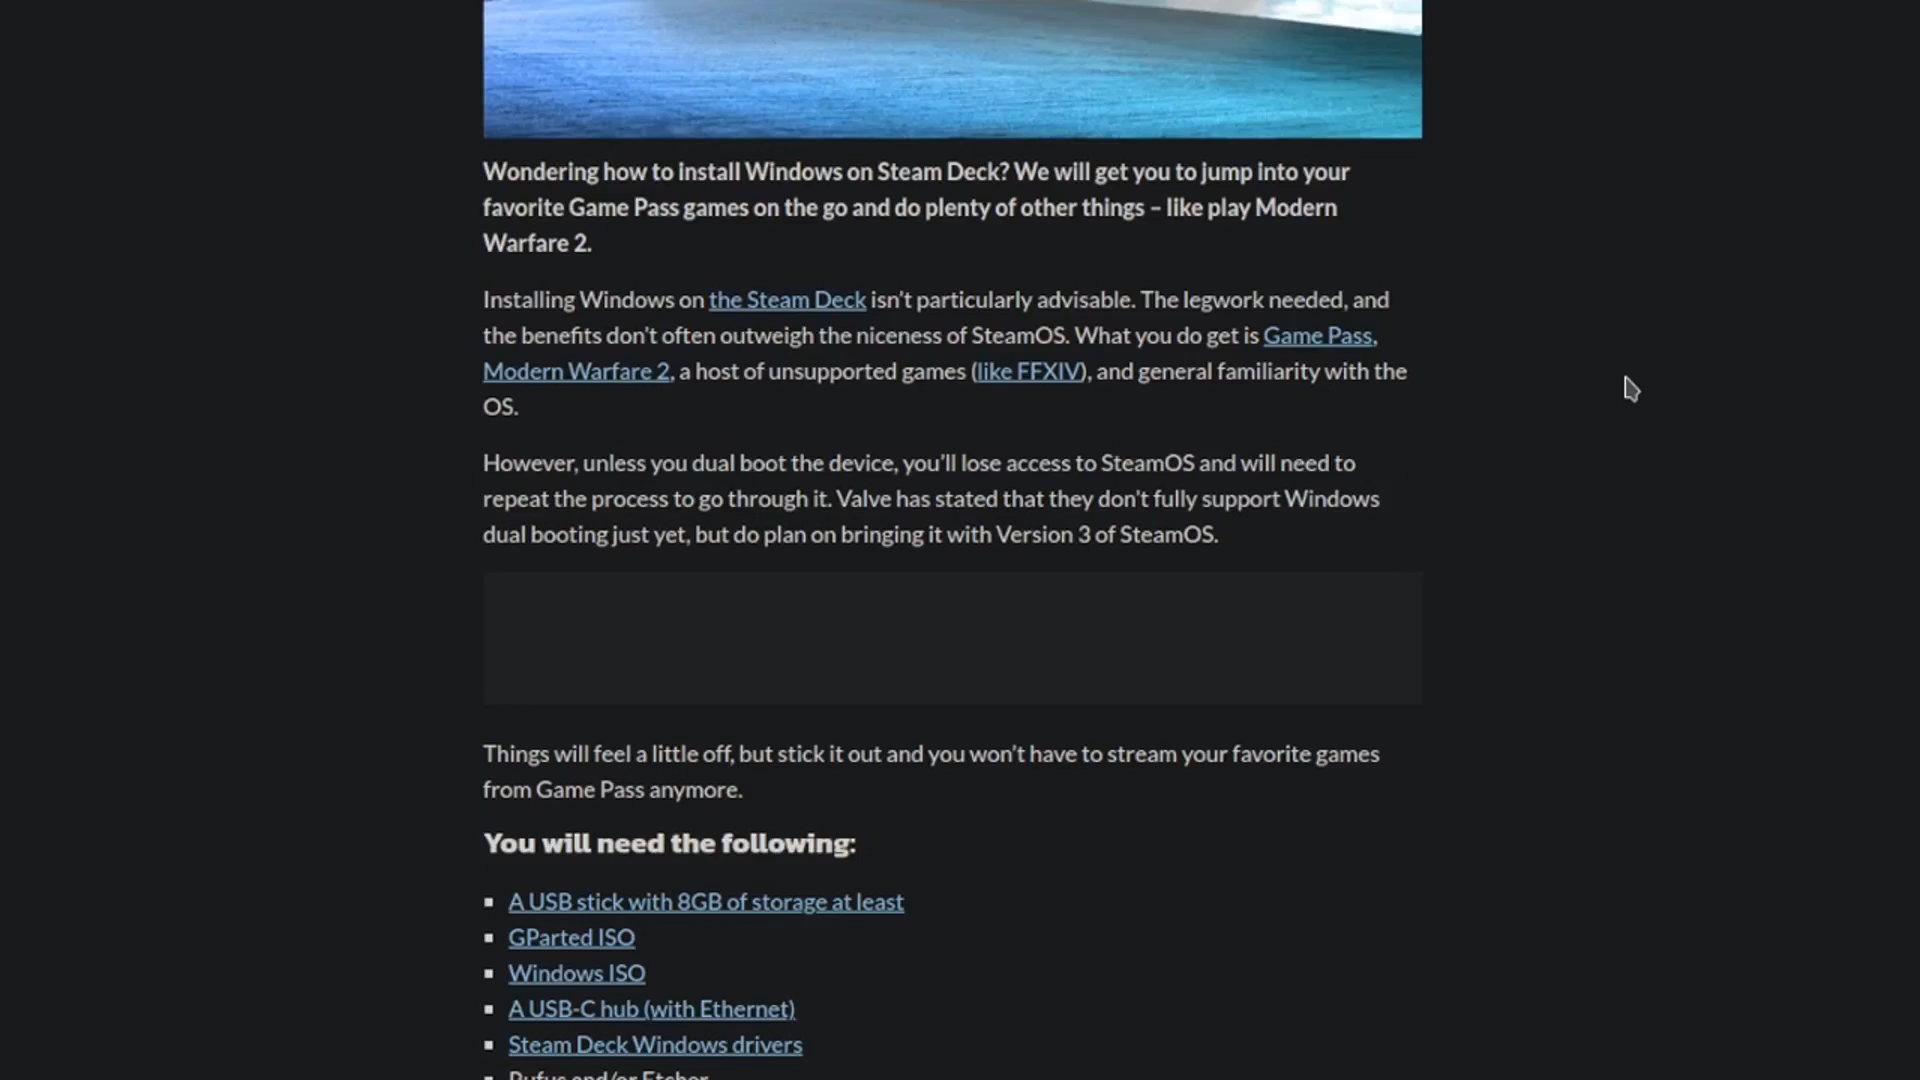 Wondering how to install Windows on Steam Deck? We will get you to jump into your
favorite Game Pass games on the go and do plenty of other things – like play Modern
Warfare 2.
Installing Windows on the Steam Deck isn't particularly advisable. The legwork needed, and
the benefits don't often outweigh the niceness of SteamOS. What you do get is Game Pass,
Modern Warfare 2, a host of unsupported games (like FFXIV), and general familiarity with the
OS.
However, unless you dual boot the device, you'll lose access to SteamOS and will need to
repeat the process to go through it. Valve has stated that they don't fully support Windows
dual booting just yet, but do plan on bringing it with Version 3 of SteamOS.
Things will feel a little off, but stick it out and you won't have to stream your favorite games
from Game Pass anymore.
You will need the following:
▪ A USB stick with 8GB of storage at least
▪ GParted ISO
▪ Windows ISO
▪ A USB-C hub (with Ethernet)
▪ Steam Deck Windows drivers
▪ Rufus and/or Etcher